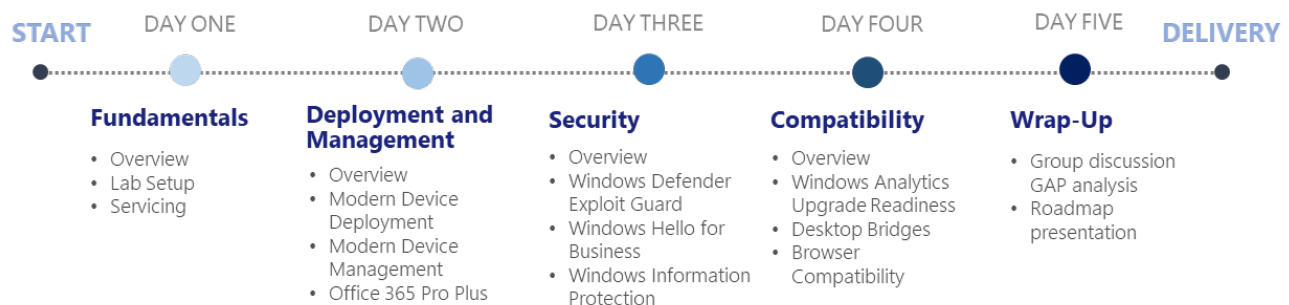 START
DAY ONE
DAY TWO
DAY THREE
DAY FOUR
DAY FIVE
DELIVERY
Fundamentals
• Overview
• Lab Setup
• Servicing
Deployment and
Management
• Overview
• Modern Device
Deployment
• Modern Device
Management
• Office 365 Pro Plus
Security
• Overview
• Windows Defender
Exploit Guard
• Windows Hello for
Business
• Windows Information
Protection
Compatibility
• Overview
• Windows Analytics
Upgrade Readiness
• Desktop Bridges
• Browser
Compatibility
Wrap-Up
• Group discussion
GAP analysis
• Roadmap
presentation